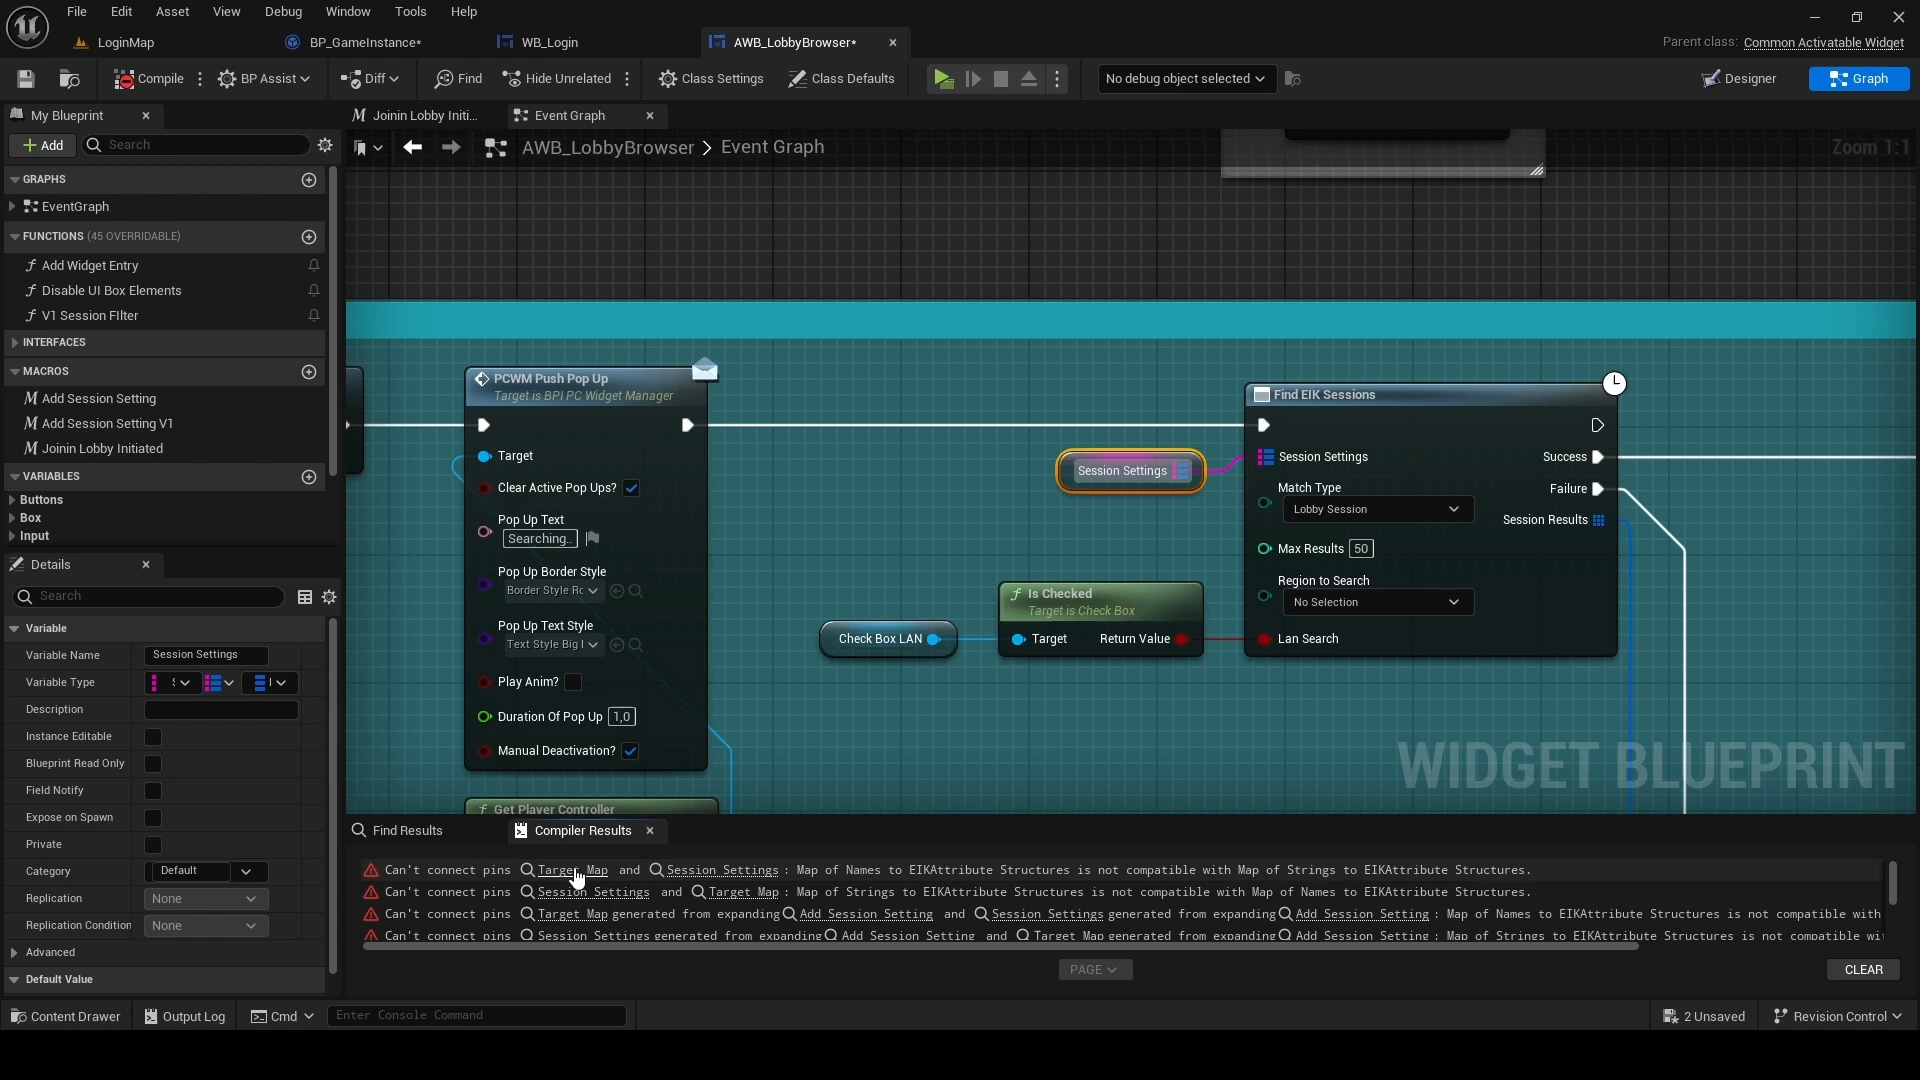 File Edit Asset View Debug Window Tools Help
LoginMap BP_GameInstance* WB_Login AWB_LobbyBrowser* Parent class: Common Activatable Widget
Compile BP Assist Diff Find Hide Unrelated Class Settings Class Defaults No debug object selected Designer Graph
My Blueprint
Joinin Lobby Initi... Event Graph
Add Search
AWB_LobbyBrowser > Event Graph Zoom 1:1
GRAPHS
EventGraph
FUNCTIONS (45 OVERRIDABLE)
Add Widget Entry
Disable UI Box Elements
V1 Session FIlter
INTERFACES
MACROS
Add Session Setting
Add Session Setting V1
Joinin Lobby Initiated
VARIABLES
Buttons
Box
Input
PCWM Push Pop Up
Target is BPI PC Widget Manager
Target
Clear Active Pop Ups?
Pop Up Text
Searching..
Pop Up Border Style
Border Style Rc
Pop Up Text Style
Text Style Big I
Play Anim?
Duration Of Pop Up 1,0
Manual Deactivation?
Get Player Controller
Session Settings
Check Box LAN
Is Checked
Target is Check Box
Target Return Value
Find EIK Sessions
Session Settings Success
Match Type Failure
Lobby Session
Session Results
Max Results 50
Region to Search
No Selection
Lan Search
WIDGET BLUEPRINT
Details
Search
Variable
Variable Name Session Settings
Variable Type
Description
Instance Editable
Blueprint Read Only
Field Notify
Expose on Spawn
Private
Category Default
Replication None
Replication Condition None
Advanced
Default Value
Find Results Compiler Results
Can't connect pins Target Map and Session Settings : Map of Names to EIKAttribute Structures is not compatible with Map of Strings to EIKAttribute Structures.
Can't connect pins Session Settings and Target Map : Map of Strings to EIKAttribute Structures is not compatible with Map of Names to EIKAttribute Structures.
Can't connect pins Target Map generated from expanding Add Session Setting and Session Settings generated from expanding Add Session Setting : Map of Names to EIKAttribute Structures is not compatible with
Can't connect pins Session Settings generated from expanding Add Session Setting and Target Map generated from expanding Add Session Setting : Map of Strings to EIKAttribute Structures is not compatible wi
PAGE CLEAR
Content Drawer Output Log Cmd Enter Console Command 2 Unsaved Revision Control